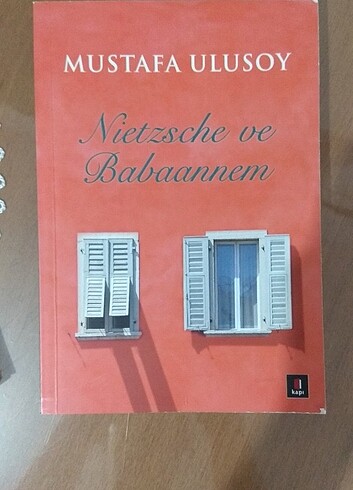 MUSTAFA ULUSOY
Nietzsche ve
Babaannem
kapı